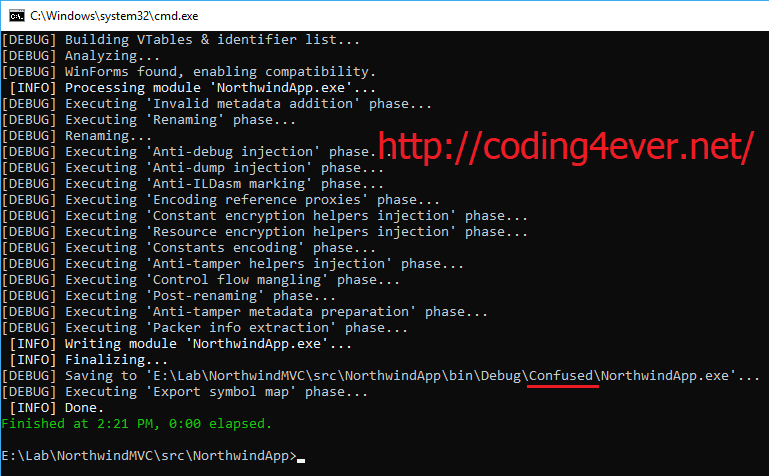 C:\Windows\system32\cmd.exe
[DEBUG] Building VTables & identifier list...
[DEBUG] Analyzing...
[DEBUG] WinForms found, enabling compatibility.
 [INFO] Processing module 'NorthwindApp.exe'...
[DEBUG] Executing 'Invalid metadata addition' phase...
[DEBUG] Executing 'Renaming' phase...
[DEBUG] Renaming...
[DEBUG] Executing 'Anti-debug injection' phase...
http://coding4ever.net/
[DEBUG] Executing 'Anti-dump injection' phase...
[DEBUG] Executing 'Anti-ILDasm marking' phase...
[DEBUG] Executing 'Encoding reference proxies' phase...
[DEBUG] Executing 'Constant encryption helpers injection' phase...
[DEBUG] Executing 'Resource encryption helpers injection' phase...
[DEBUG] Executing 'Constants encoding' phase...
[DEBUG] Executing 'Anti-tamper helpers injection' phase...
[DEBUG] Executing 'Control flow mangling' phase...
[DEBUG] Executing 'Post-renaming' phase...
[DEBUG] Executing 'Anti-tamper metadata preparation' phase...
[DEBUG] Executing 'Packer info extraction' phase...
 [INFO] Writing module 'NorthwindApp.exe'...
 [INFO] Finalizing...
[DEBUG] Saving to 'E:\Lab\NorthwindMVC\src\NorthwindApp\bin\Debug\Confused\NorthwindApp.exe'...
[DEBUG] Executing 'Export symbol map' phase...
 [INFO] Done.
Finished at 2:21 PM, 0:00 elapsed.
E:\Lab\NorthwindMVC\src\NorthwindApp>